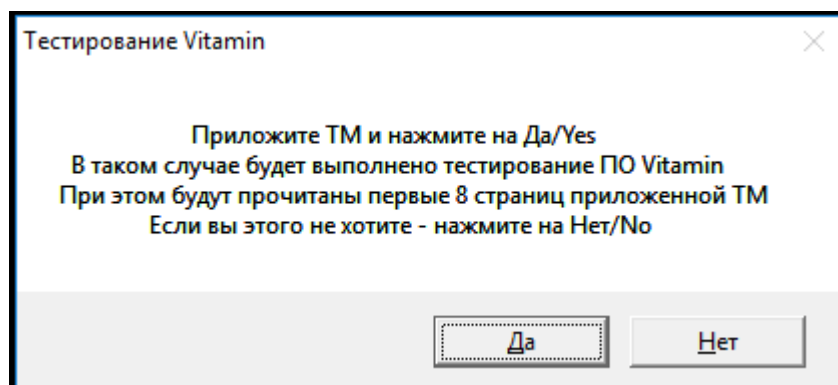 Тестирование Vitamin
Приложите ТМ и нажмите на Да/Yes
В таком случае будет выполнено тестирование ПО Vitamin
При этом будут прочитаны первые 8 страниц приложенной ТМ
Если вы этого не хотите - нажмите на Нет/No
Да
Нет